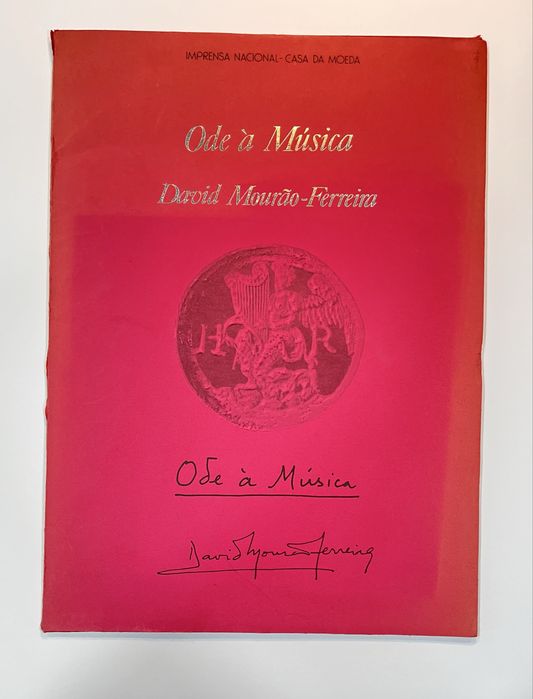 IMPRENSA NACIONAL - CASA DA MOEDA
Ode à Música
David Mourão-Ferreira
H R
Ode à Música
David Mourão-Ferreira